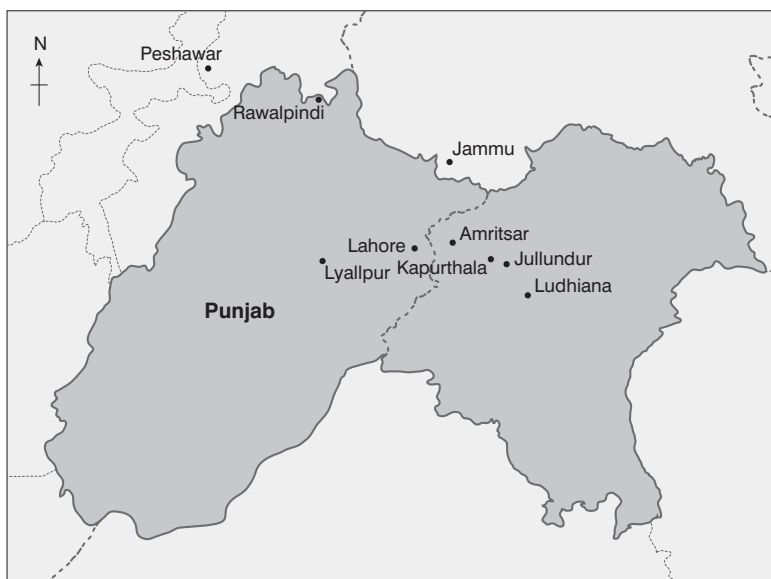 N
Peshawar
Rawalpindi
Jammu
Amritsar
Lahore
Kapurthala
Jullundur
Lyallpur
Ludhiana
Punjab